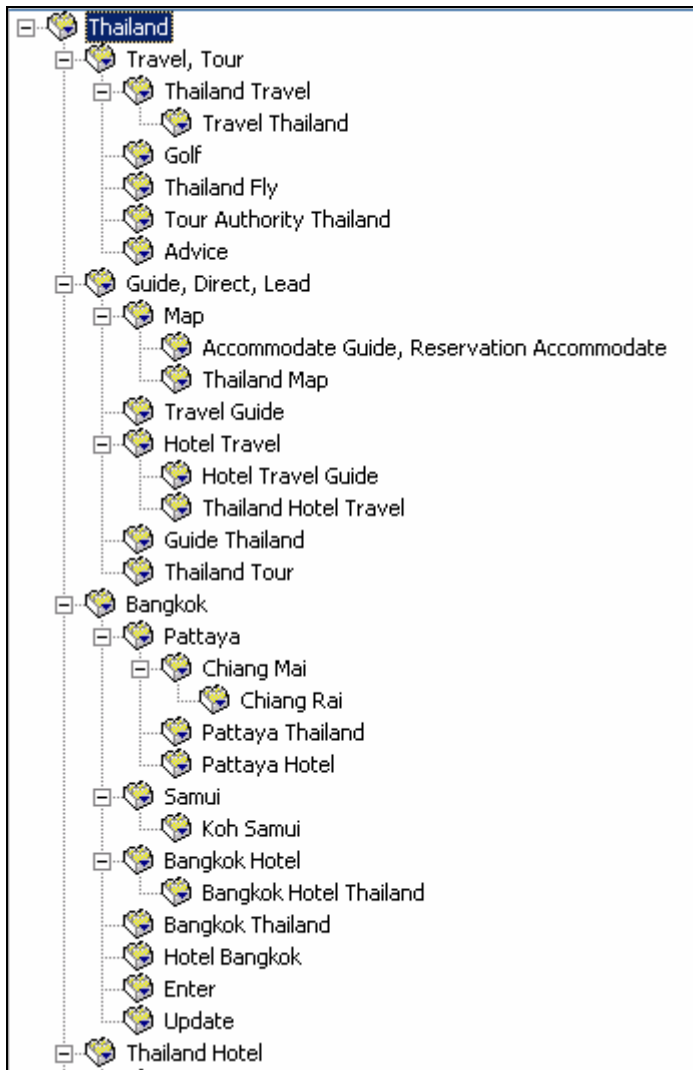 Thailand
Travel, Tour
Thailand Travel
Travel Thailand
Golf
Thailand Fly
Tour Authority Thailand
Advice
Guide, Direct, Lead
Map
Accommodate Guide, Reservation Accommodate
Thailand Map
Travel Guide
Hotel Travel
Hotel Travel Guide
Thailand Hotel Travel
Guide Thailand
Thailand Tour
Bangkok
Pattaya
Chiang Mai
Chiang Rai
Pattaya Thailand
Pattaya Hotel
Samui
Koh Samui
Bangkok Hotel
Bangkok Hotel Thailand
Bangkok Thailand
Hotel Bangkok
Enter
Update
Thailand Hotel